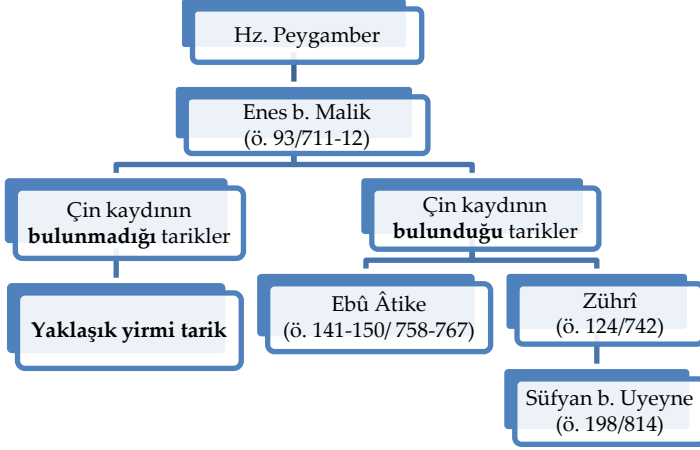 Hz. Peygamber
Enes b. Malik
(ö. 93/711-12)
Çin kaydının
bulunmadığı tarikler
Çin kaydının
bulunduğu tarikler
Yaklaşık yirmi tarik
Ebû Âtike
(ö. 141-150/ 758-767)
Zührî
(ö. 124/742)
Süfyan b. Uyeyne
(ö. 198/814)